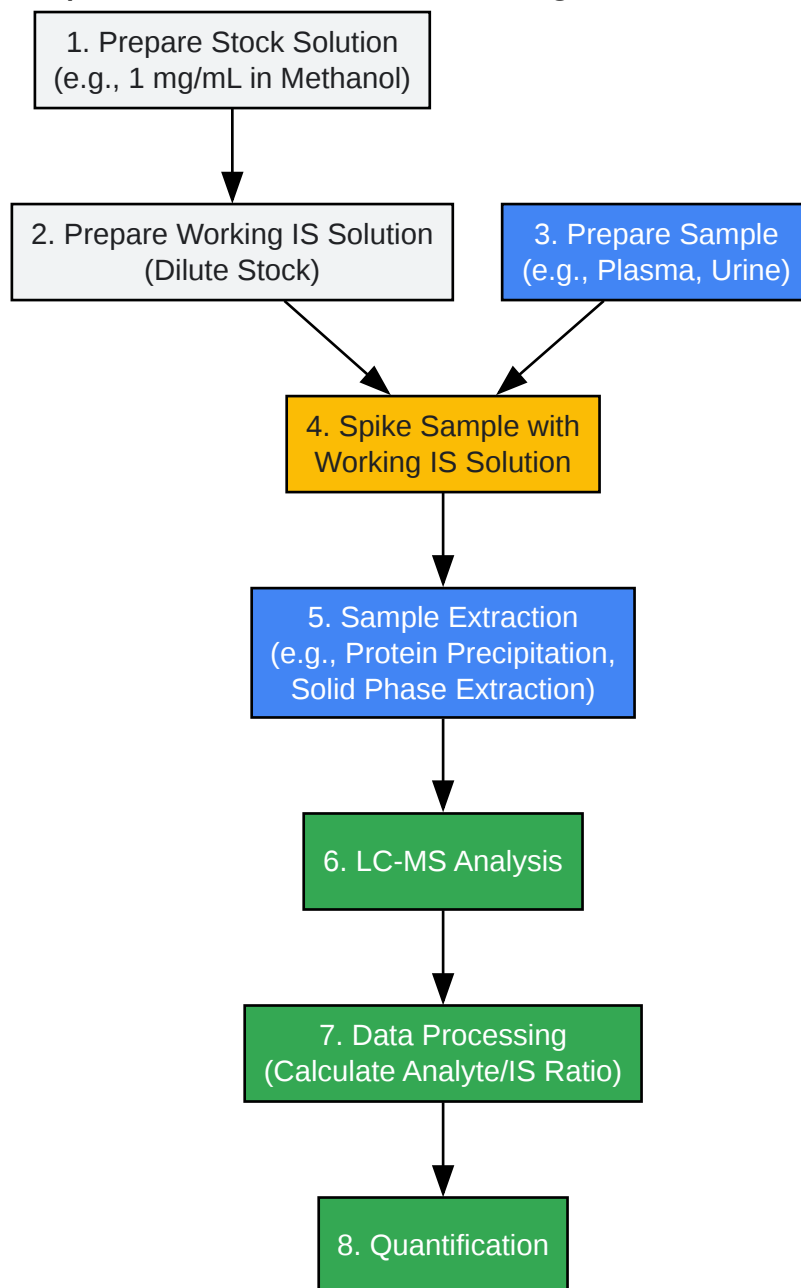 1. Prepare Stock Solution
(e.g., 1 mg/mL in Methanol)
2. Prepare Working IS Solution
(Dilute Stock)
3. Prepare Sample
(e.g., Plasma, Urine)
4. Spike Sample with
Working IS Solution
5. Sample Extraction
(e.g., Protein Precipitation,
Solid Phase Extraction)
6. LC-MS Analysis
7. Data Processing
(Calculate Analyte/IS Ratio)
8. Quantification